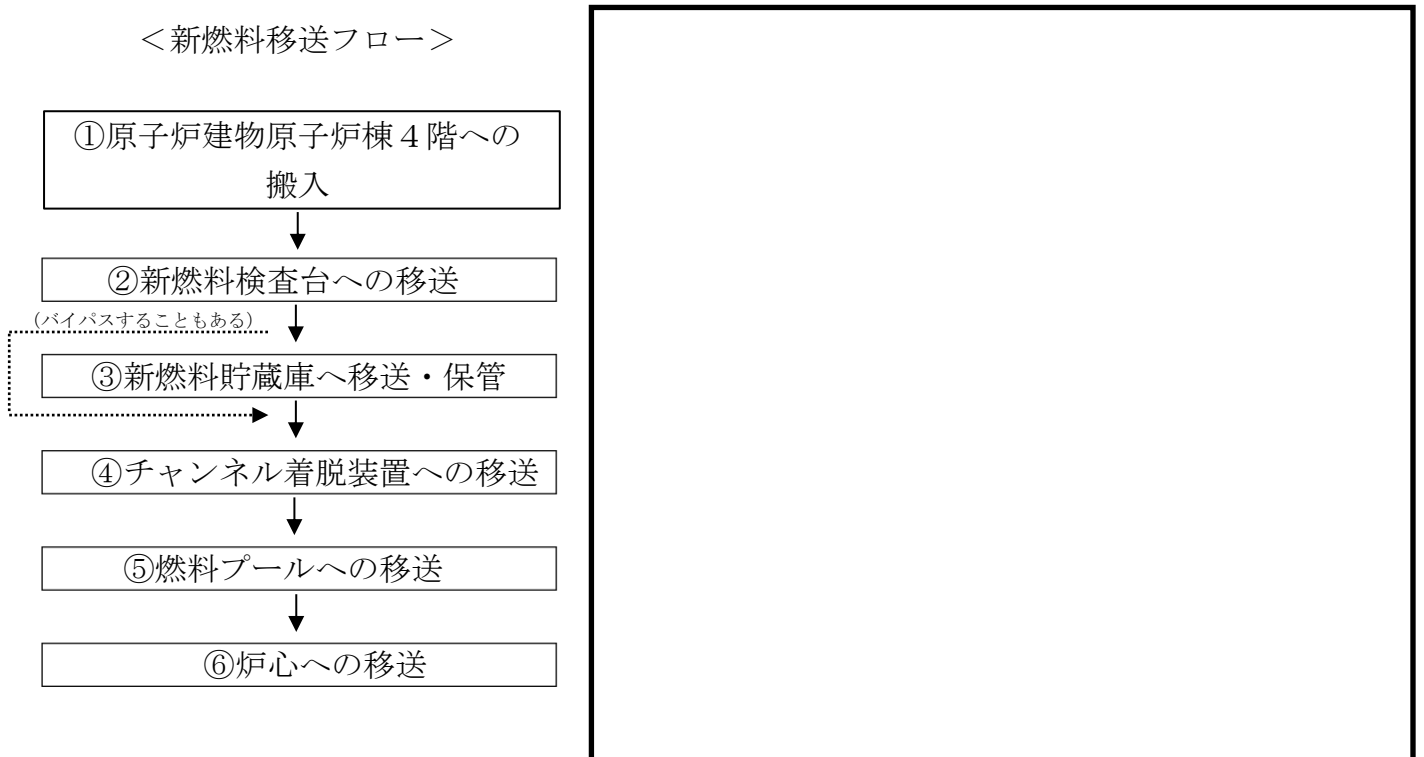 ＜新燃料移送フロー＞
①原子炉建物原子炉棟４階への
搬入
②新燃料検査台への移送
（バイパスすることもある）
③新燃料貯蔵庫へ移送・保管
④チャンネル着脱装置への移送
⑤燃料プールへの移送
⑥炉心への移送